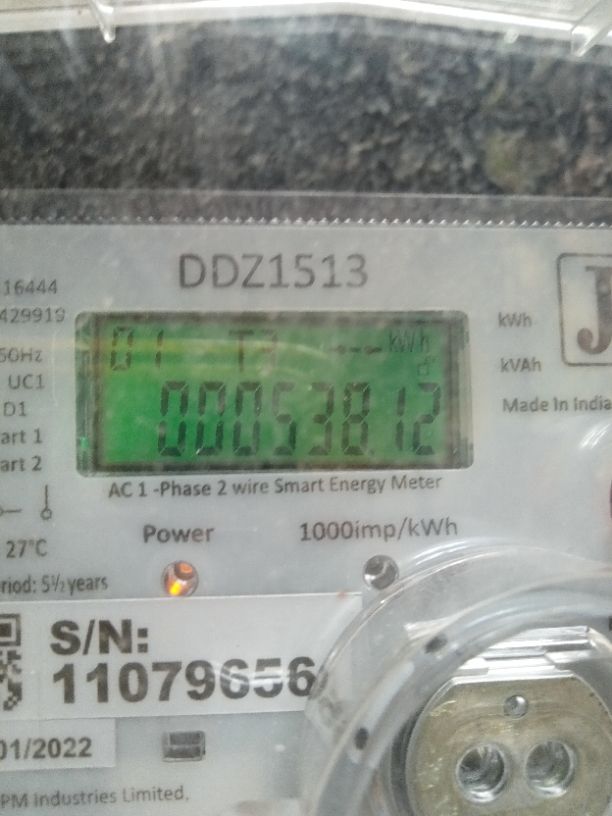 DDZ1513
16444
429919
50Hz
UC1
D1
art 1
art 2
27°C
riod: 5½ years
01 T3 kWh
00053812
kWh
kVAh
Made In India
AC 1 -Phase 2 wire Smart Energy Meter
Power 1000imp/kWh
S/N:
11079656
01/2022
PM Industries Limited,